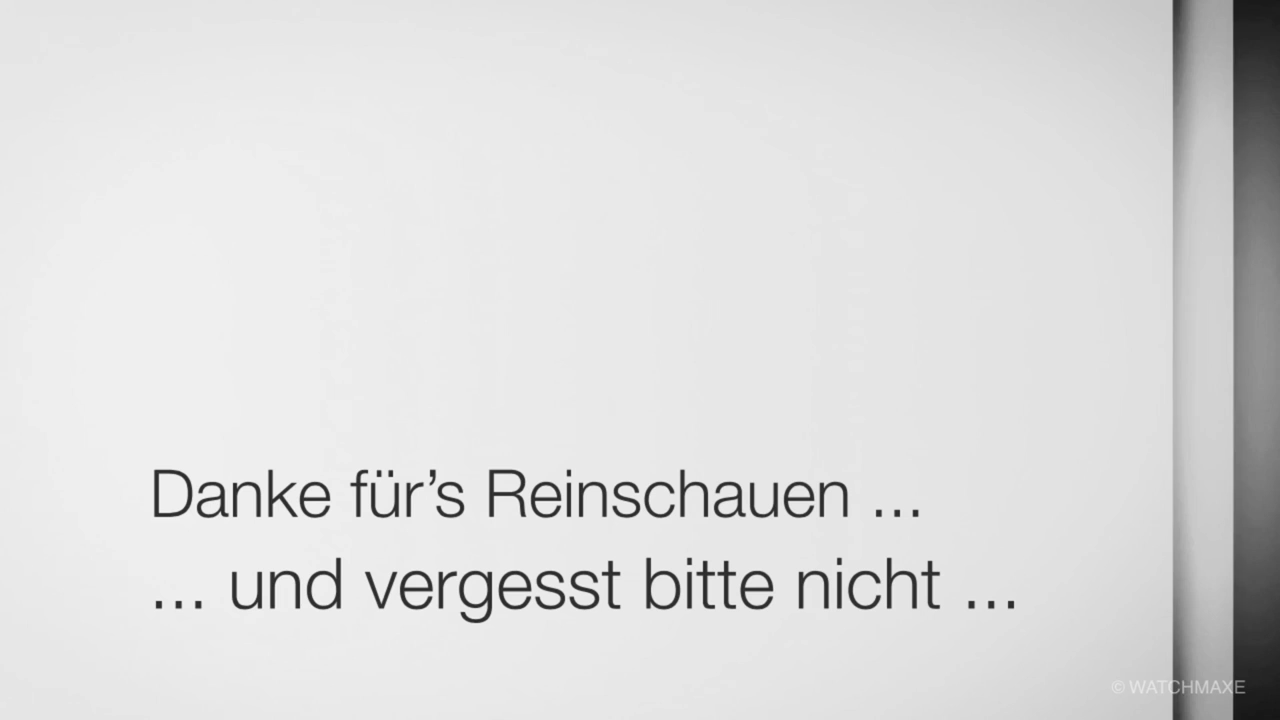 Danke für’s Reinschauen ...
... und vergesst bitte nicht ...
© WATCHMAXE